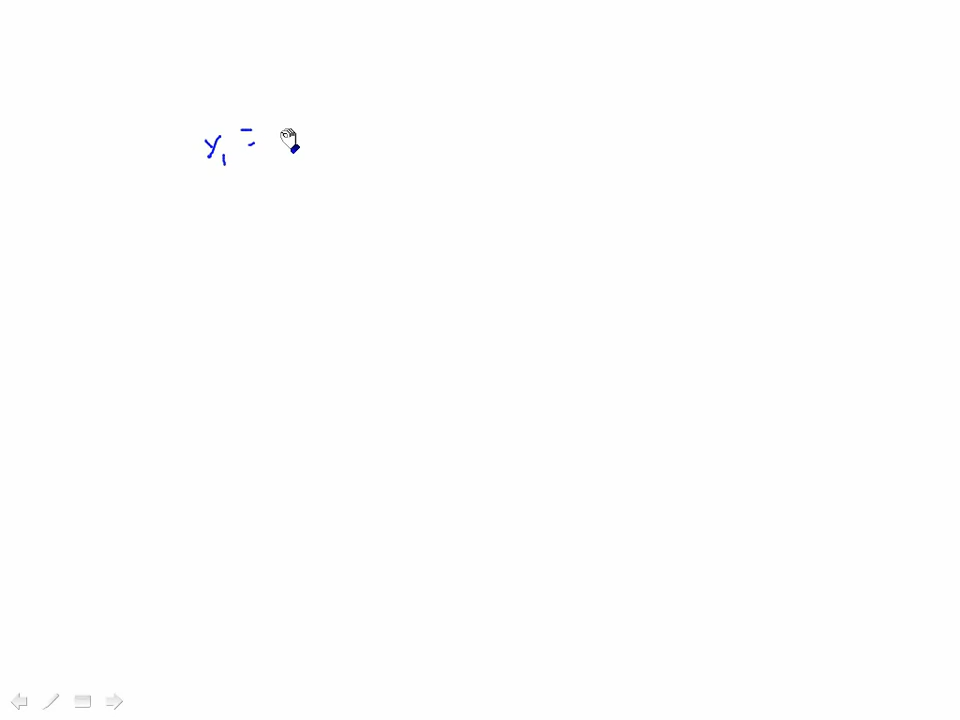 y₁ =